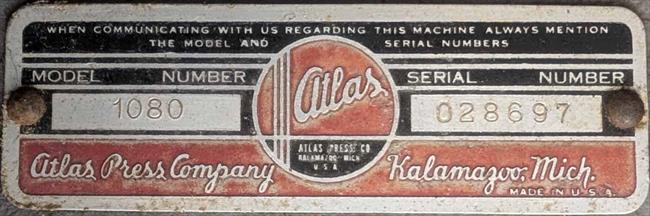 WHEN COMMUNICATING WITH US REGARDING THIS MACHINE ALWAYS MENTION
THE MODEL AND SERIAL NUMBERS
MODEL NUMBER
1080
Atlas
ATLAS PRESS CO.
KALAMAZOO-MICH
U.S.A.
SERIAL NUMBER
028697
Atlas Press Company Kalamazoo, Mich.
MADE IN U.S.A.